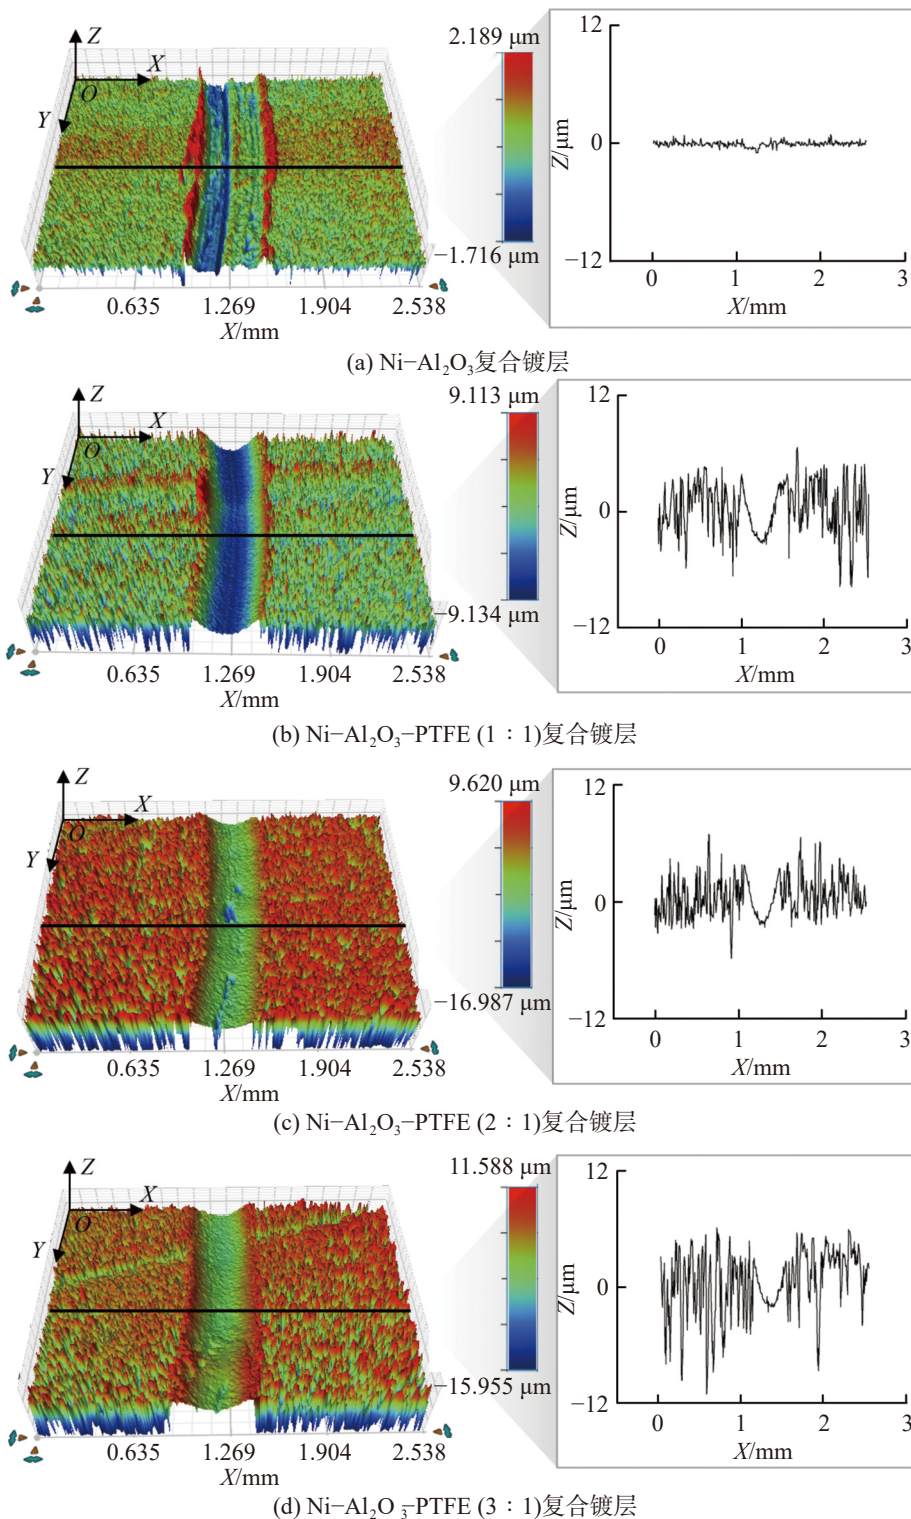 Z
X
O
Y
0.635 1.269 1.904 2.538
X/mm
2.189 μm
−1.716 μm
12
0
−12
Z/μm
0 1 2 3
X/mm
(a) Ni−Al₂O₃复合镀层
Z
X
O
Y
0.635 1.269 1.904 2.538
X/mm
9.113 μm
−9.134 μm
12
0
−12
Z/μm
0 1 2 3
X/mm
(b) Ni−Al₂O₃−PTFE (1∶1)复合镀层
Z
X
O
Y
0.635 1.269 1.904 2.538
X/mm
9.620 μm
−16.987 μm
12
0
−12
Z/μm
0 1 2 3
X/mm
(c) Ni−Al₂O₃−PTFE (2∶1)复合镀层
Z
X
O
Y
0.635 1.269 1.904 2.538
X/mm
11.588 μm
−15.955 μm
12
0
−12
Z/μm
0 1 2 3
X/mm
(d) Ni−Al₂O₃−PTFE (3∶1)复合镀层